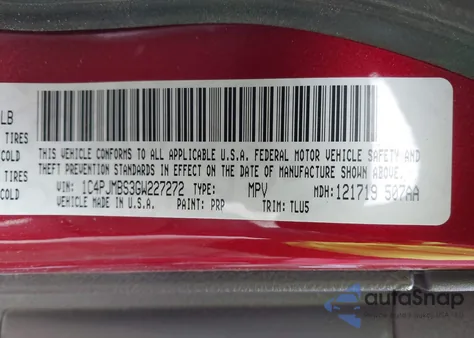 LB
TIRES
COLD
TIRES
COLD
THIS VEHICLE CONFORMS TO ALL APPLICABLE U.S.A. FEDERAL MOTOR VEHICLE SAFETY AND
THEFT PREVENTION STANDARDS IN EFFECT ON THE DATE OF MANUFACTURE SHOWN ABOVE.
VIN: 1C4PJMBS3GW227272 TYPE: MPV MDH: 121719 507AA
VEHICLE MADE IN U.S.A. PAINT: PRP TRIM: TLU5
autoSnap